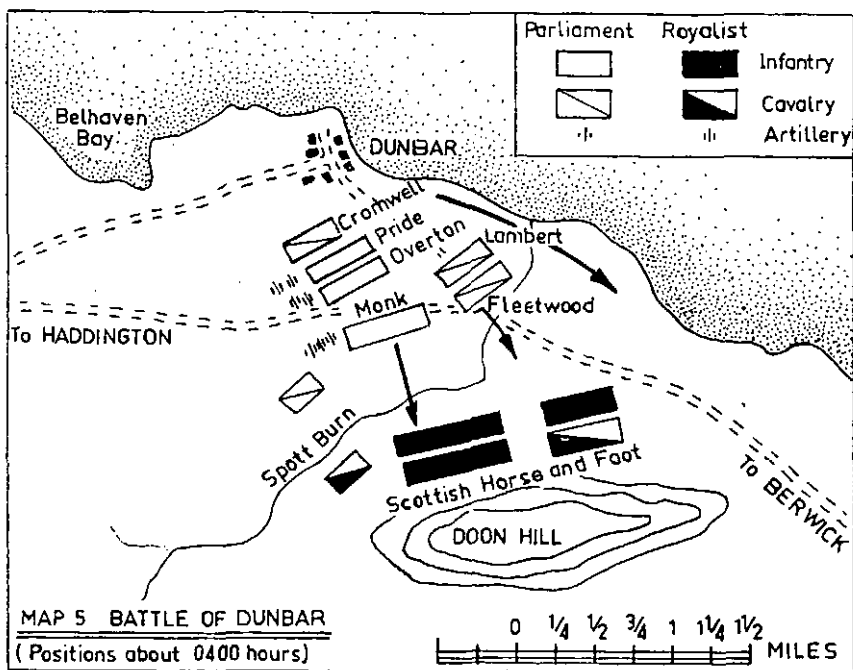 Parliament Royalist
Infantry
Cavalry
Artillery
Belhaven
Bay
DUNBAR
Cromwell
Pride
Overton
Lambert
Monk
Fleetwood
To HADDINGTON
Spott Burn
Scottish Horse and Foot
To BERWICK
DOON HILL
MAP 5 BATTLE OF DUNBAR
(Positions about 0400 hours)
0 1/4 1/2 3/4 1 1 1/4 1 1/2
MILES